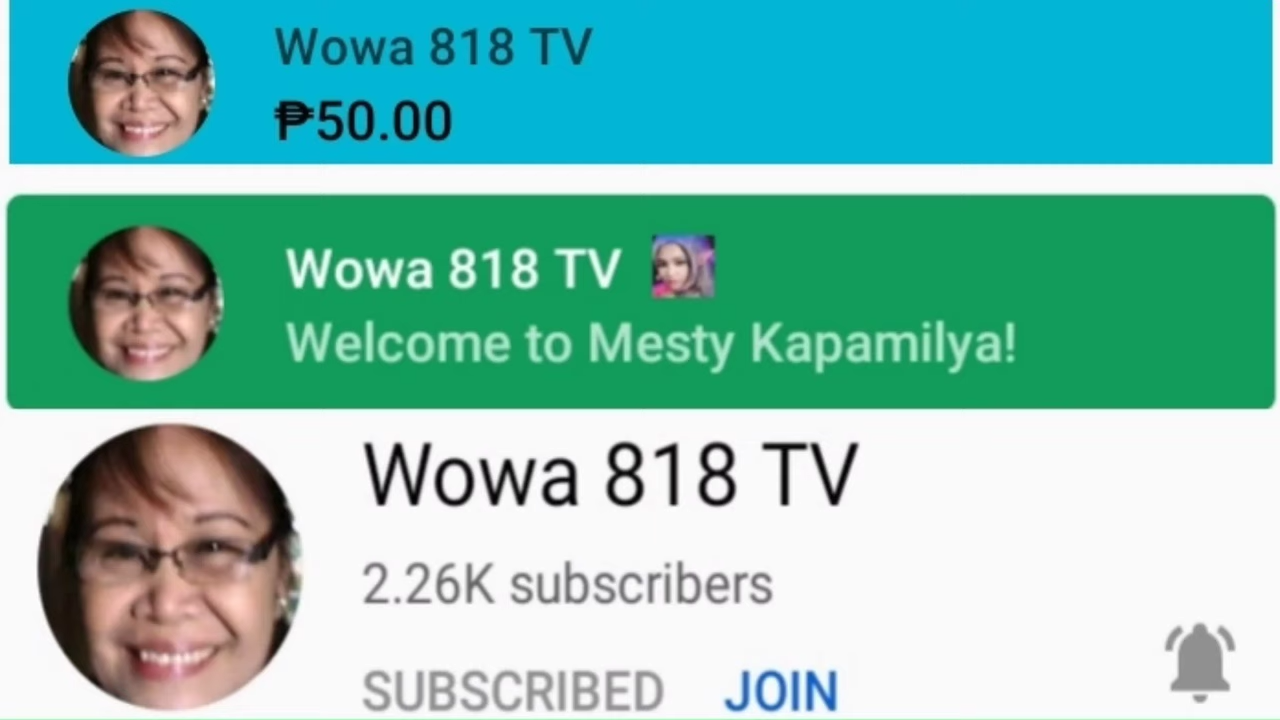 Wowa 818 TV
₱50.00
Wowa 818 TV
Welcome to Mesty Kapamilya!
Wowa 818 TV
2.26K subscribers
SUBSCRIBED JOIN